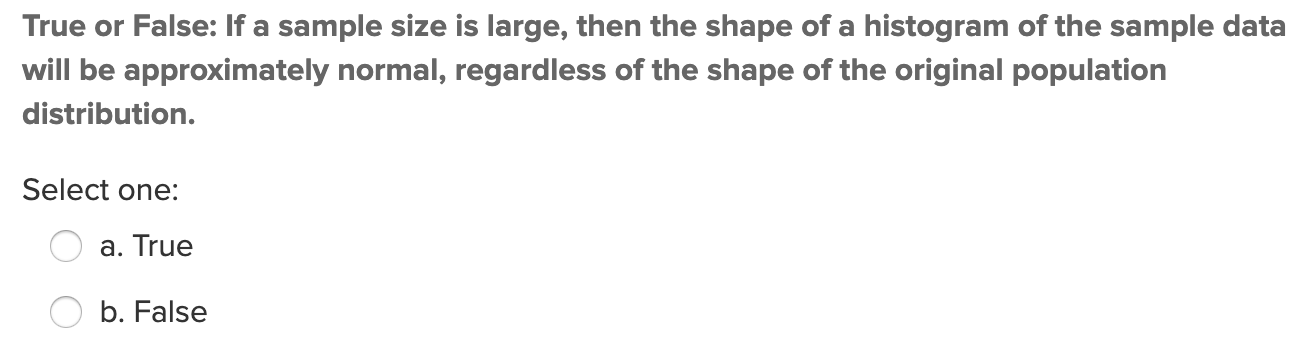 True or False: If a sample size is large, then the shape of a histogram of the sample data
will be approximately normal, regardless of the shape of the original population
distribution.
Select one:
a. True
b. False